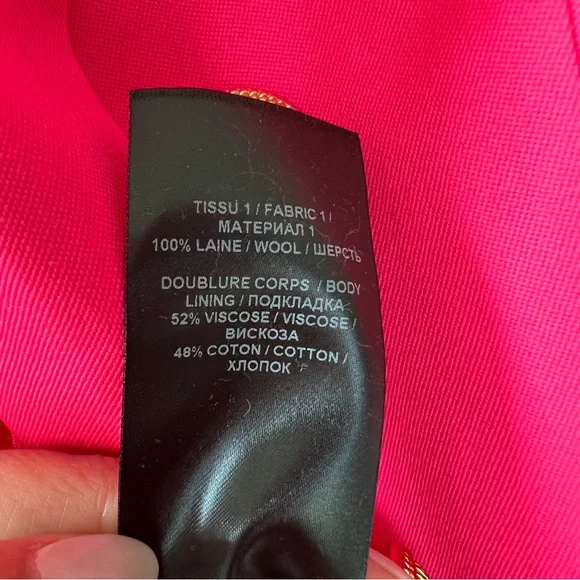 TISSU 1 / FABRIC 1 /
МАТЕРИАЛ 1
100% LAINE / WOOL / ШЕРСТЬ
DOUBLURE CORPS / BODY
LINING / ПОДКЛАДКА
52% VISCOSE / VISCOSE /
ВИСКОЗА
48% COTON / COTTON /
ХЛОПОК